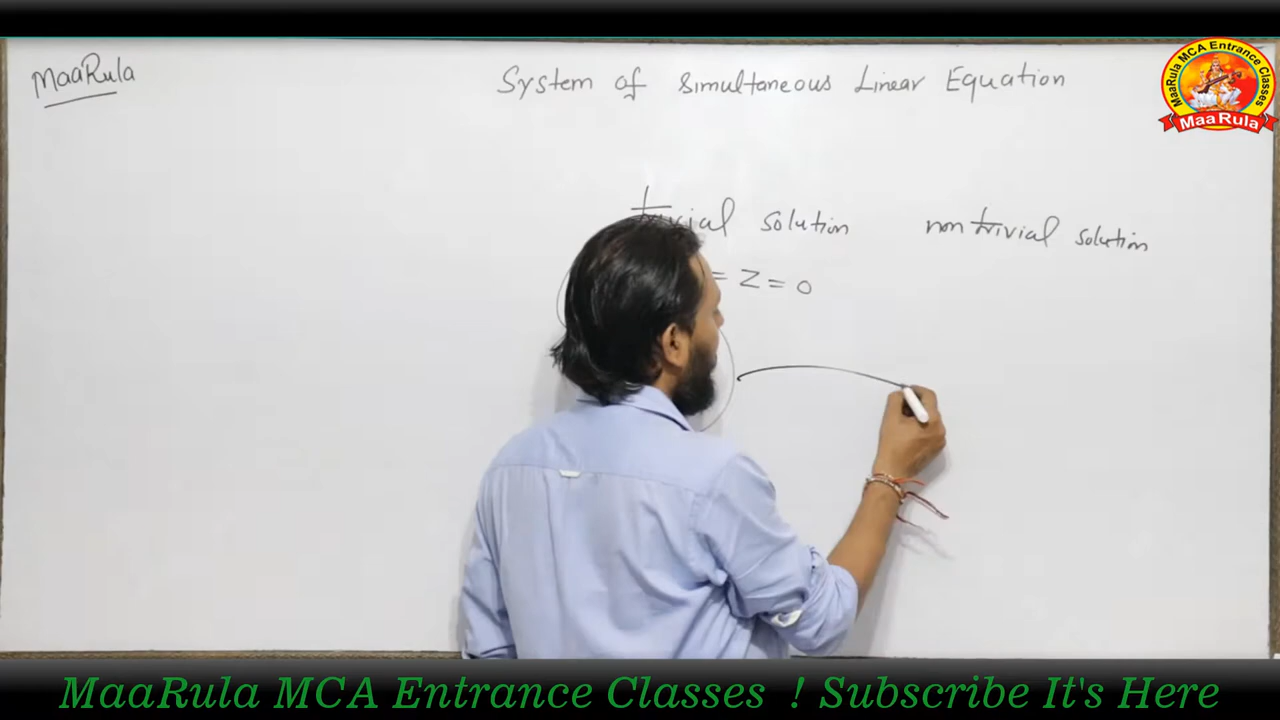 MaaRula
System of Simultaneous Linear Equation
MaaRula MCA Entrance Classes
MaaRula
trivial solution non trivial solution
= Z = 0
MaaRula MCA Entrance Classes ! Subscribe It's Here